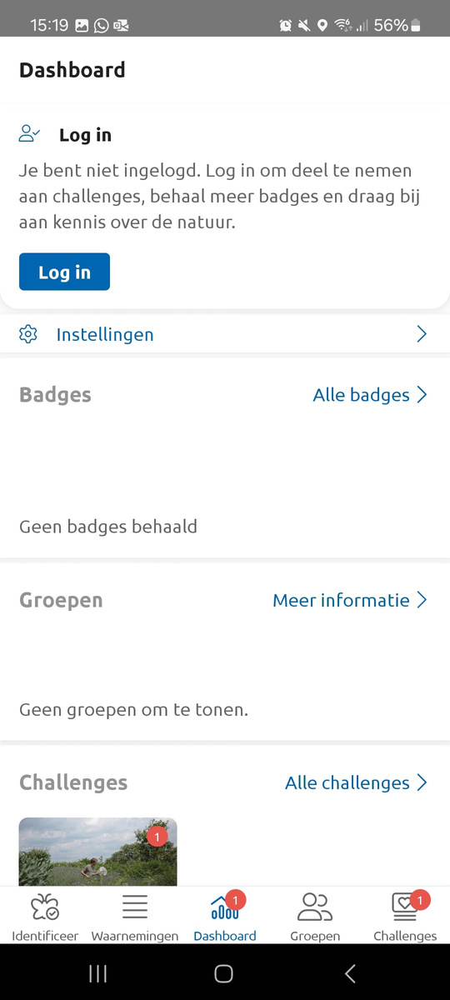 15:19
56%
Dashboard
Log in
Je bent niet ingelogd. Log in om deel te nemen
aan challenges, behaal meer badges en draag bij
aan kennis over de natuur.
Log in
Instellingen
Badges
Alle badges
Geen badges behaald
Groepen
Meer informatie
Geen groepen om te tonen.
Challenges
Alle challenges
1
1
1
Identificeer
Waarnemingen
Dashboard
Groepen
Challenges